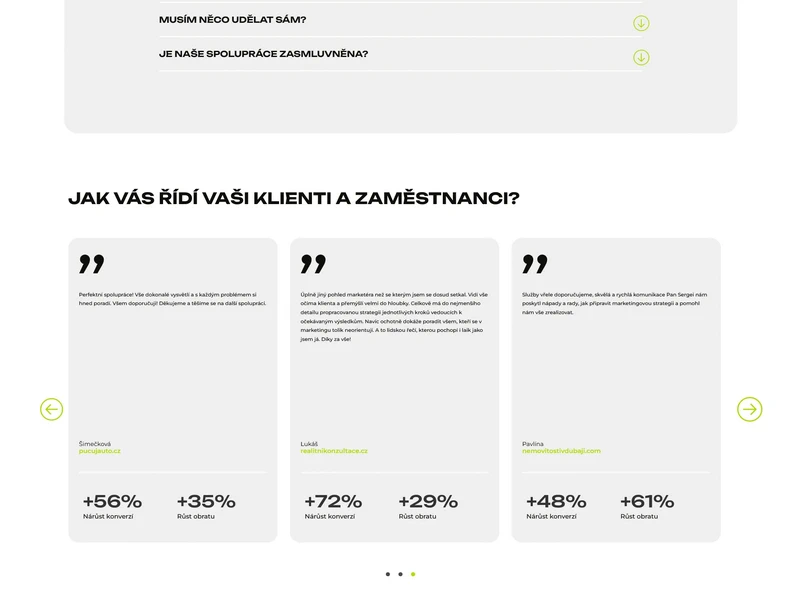 MUSÍM NĚCO UDĚLAT SÁM?
JE NAŠE SPOLUPRÁCE ZASMLUVNĚNA?
JAK VÁS ŘÍDÍ VAŠI KLIENTI A ZAMĚSTNANCI?
Perfektní spolupráce! Vše dokonalé vysvětlí a s každým problémem si
hned poradí. Všem doporučuji! Děkujeme a těšíme se na další spolupráci.
Šimečková
pucujauto.cz
+56%
+35%
Nárůst konverzí
Růst obratu
Úplně jiný pohled marketéra než se kterým jsem se dosud setkal. Vidí vše
očima klienta a přemýšlí velmi do hloubky. Celkově má do nejmenšího
detailu propracovanou strategii jednotlivých kroků vedoucích k
očekávaným výsledkům. Navíc ochotně dokáže poradit všem, kteří se v
marketingu tolik neorientují. A to lidskou řečí, kterou pochopí i laik jako
jsem já. Díky za vše!
Lukáš
realitnikonzultace.cz
+72%
+29%
Nárůst konverzí
Růst obratu
Služby vřele doporučujeme, skvělá a rychlá komunikace Pan Sergei nám
poskytl nápady a rady, jak připravit marketingovou strategii a pomohl
nám vše zrealizovat.
Pavlína
nemovitostivdubaji.com
+48%
+61%
Nárůst konverzí
Růst obratu